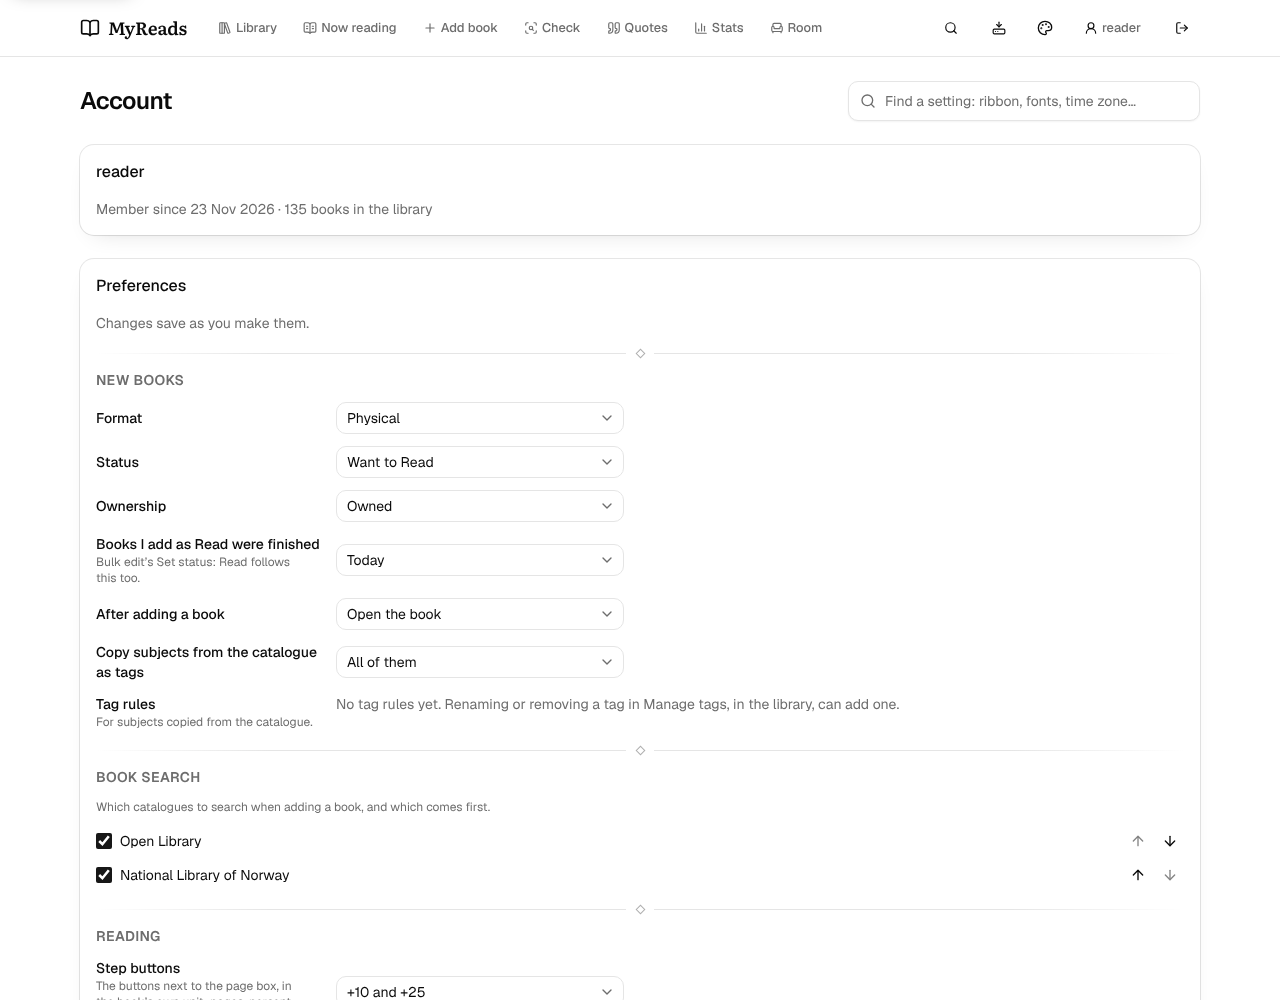 MyReads
Library
Now reading
Add book
Check
Quotes
Stats
Room
reader
Account
Find a setting: ribbon, fonts, time zone…
reader
Member since 23 Nov 2026 · 135 books in the library
Preferences
Changes save as you make them.
NEW BOOKS
Format
Physical
Status
Want to Read
Ownership
Owned
Books I add as Read were finished
Bulk edit's Set status: Read follows
this too.
Today
After adding a book
Open the book
Copy subjects from the catalogue
as tags
All of them
Tag rules
For subjects copied from the catalogue.
No tag rules yet. Renaming or removing a tag in Manage tags, in the library, can add one.
BOOK SEARCH
Which catalogues to search when adding a book, and which comes first.
Open Library
National Library of Norway
READING
Step buttons
The buttons next to the page box, in
+10 and +25